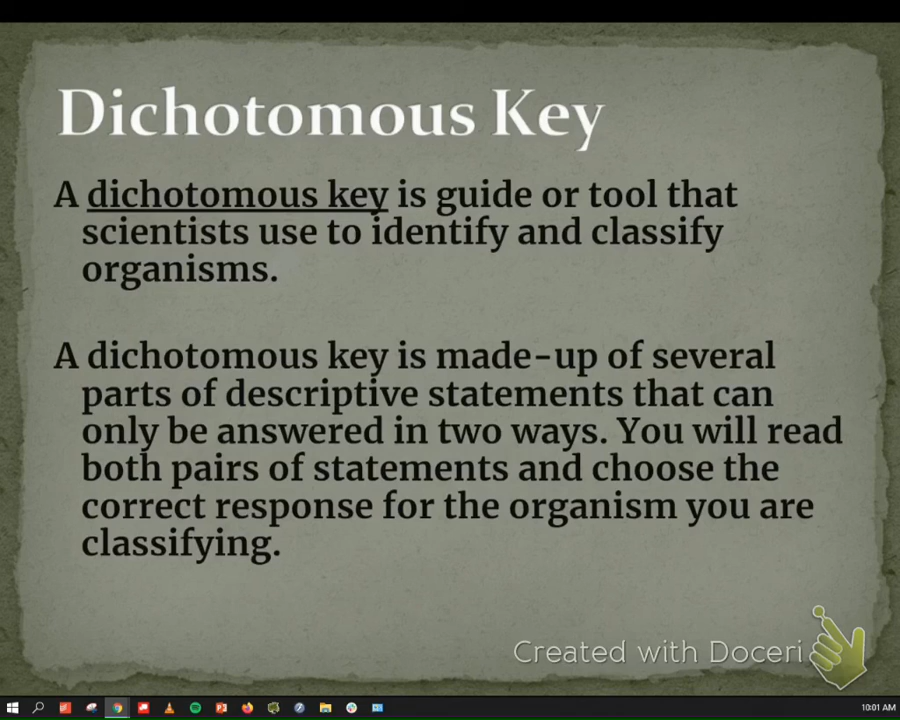 Dichotomous Key
A dichotomous key is guide or tool that
scientists use to identify and classify
organisms.
A dichotomous key is made-up of several
parts of descriptive statements that can
only be answered in two ways. You will read
both pairs of statements and choose the
correct response for the organism you are
classifying.
Created with Doceri
10:01 AM